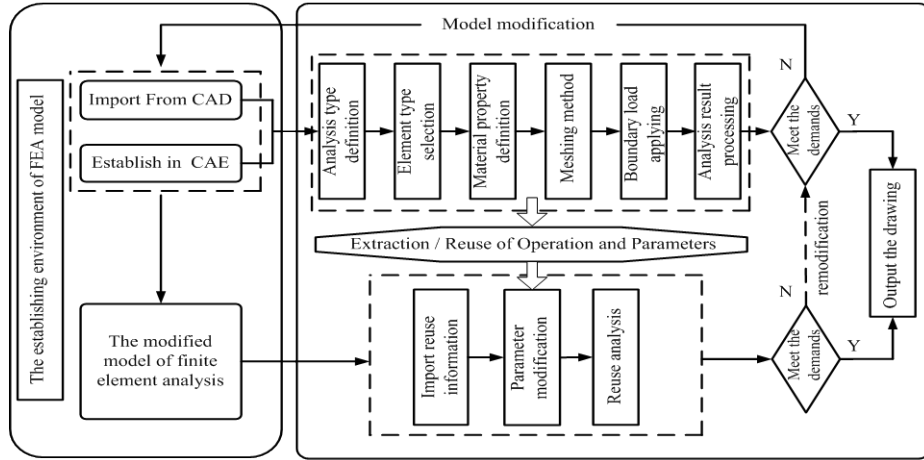 Model modification
The establishing environment of FEA model
Import From CAD
Establish in CAE
Analysis type
definition
Element type
selection
Material property
definition
Meshing method
Boundary load
applying
Analysis result
processing
Meet the
demands
N
Y
Extraction / Reuse of Operation and Parameters
The modified
model of finite
element analysis
Import reuse
information
Parameter
modification
Reuse analysis
Meet the
demands
N
Y
remodification
Output the drawing